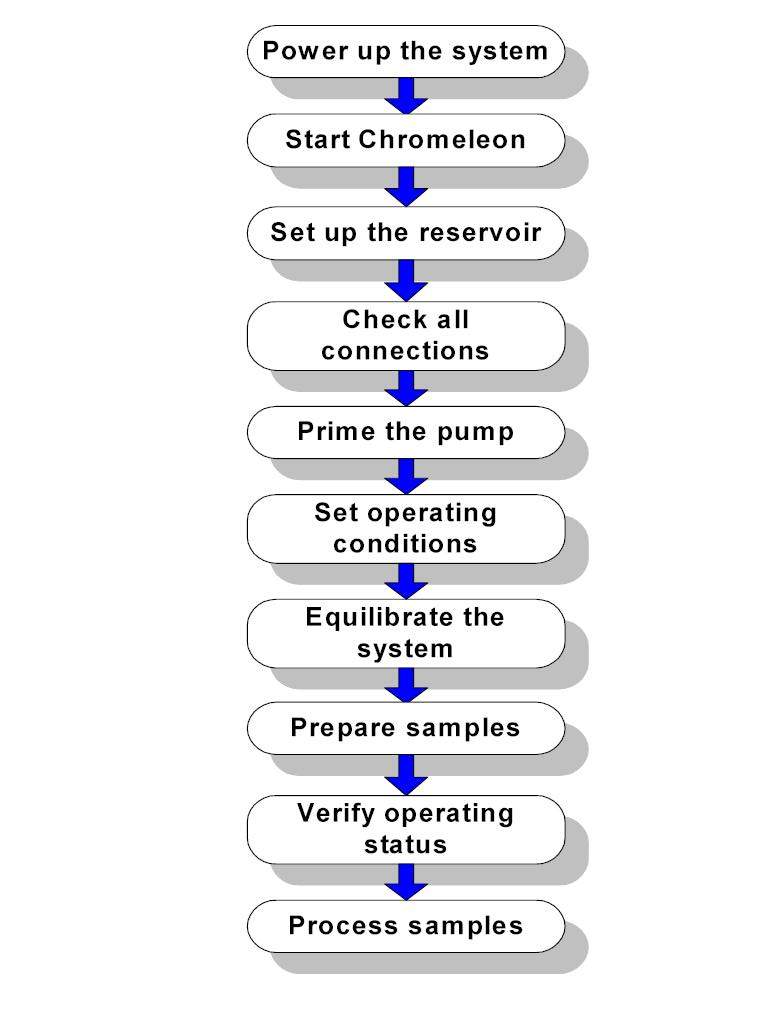 Power up the system
Start Chromeleon
Set up the reservoir
Check all
connections
Prime the pump
Set operating
conditions
Equilibrate the
system
Prepare samples
Verify operating
status
Process samples